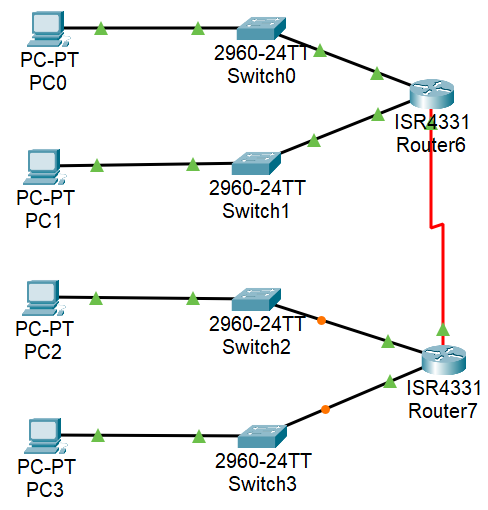 PC-PT
PC0
2960-24TT
Switch0
ISR4331
Router6
PC-PT
PC1
2960-24TT
Switch1
PC-PT
PC2
2960-24TT
Switch2
ISR4331
Router7
PC-PT
PC3
2960-24TT
Switch3